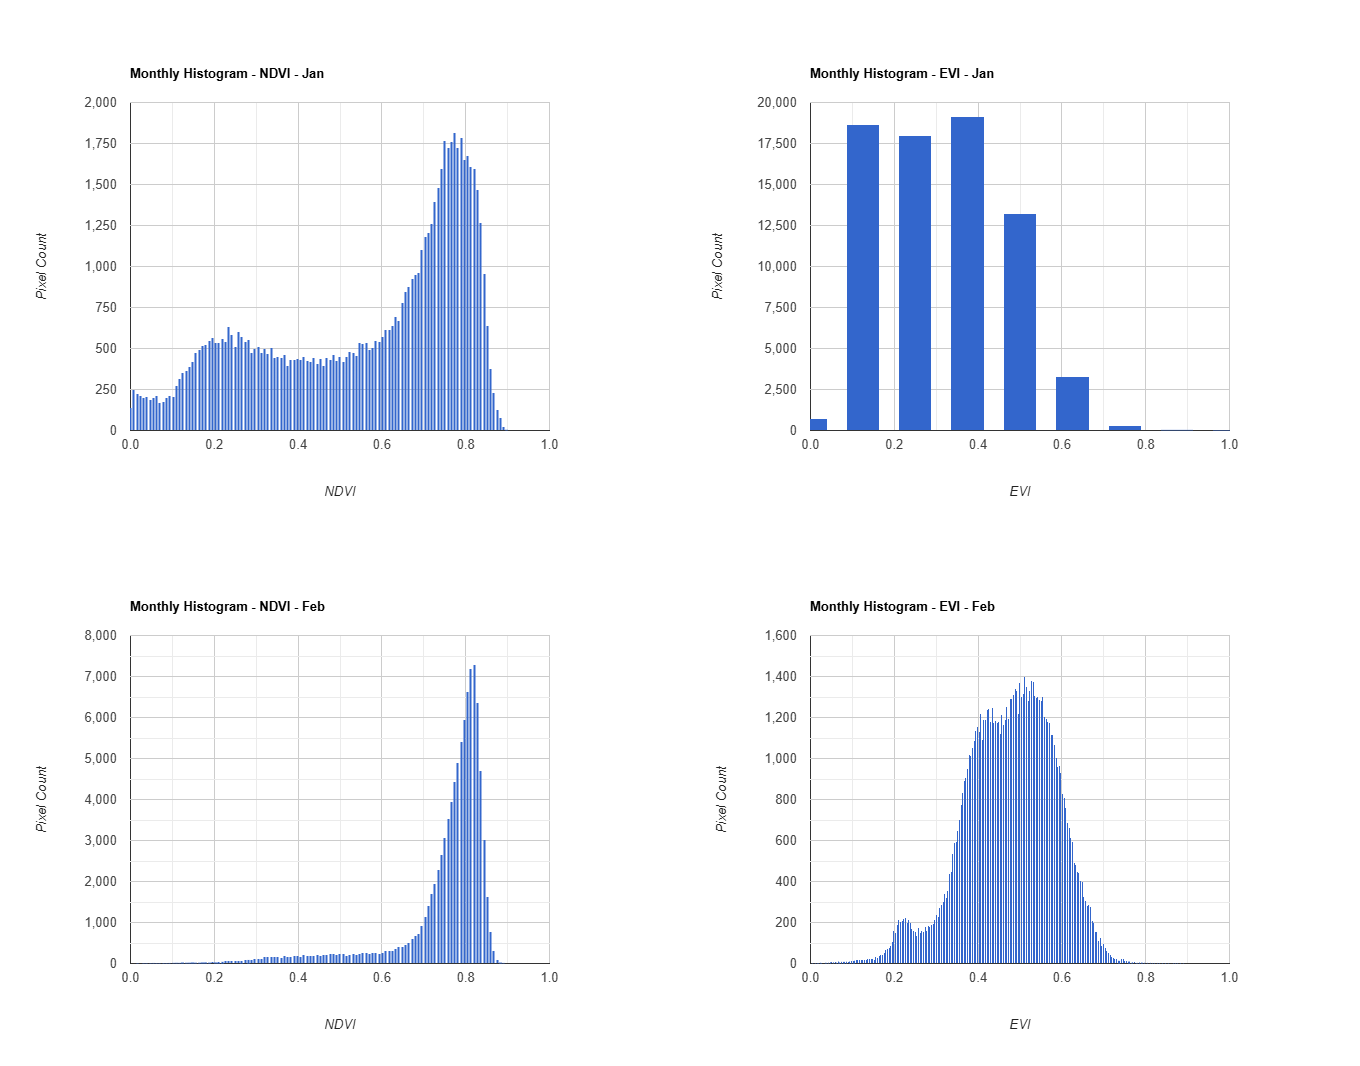 Monthly Histogram - NDVI - Jan
2,000
1,750
1,500
1,250
1,000
750
500
250
0
Pixel Count
0.0 0.2 0.4 0.6 0.8 1.0
NDVI
Monthly Histogram - EVI - Jan
20,000
17,500
15,000
12,500
10,000
7,500
5,000
2,500
0
Pixel Count
0.0 0.2 0.4 0.6 0.8 1.0
EVI
Monthly Histogram - NDVI - Feb
8,000
7,000
6,000
5,000
4,000
3,000
2,000
1,000
0
Pixel Count
0.0 0.2 0.4 0.6 0.8 1.0
NDVI
Monthly Histogram - EVI - Feb
1,600
1,400
1,200
1,000
800
600
400
200
0
Pixel Count
0.0 0.2 0.4 0.6 0.8 1.0
EVI